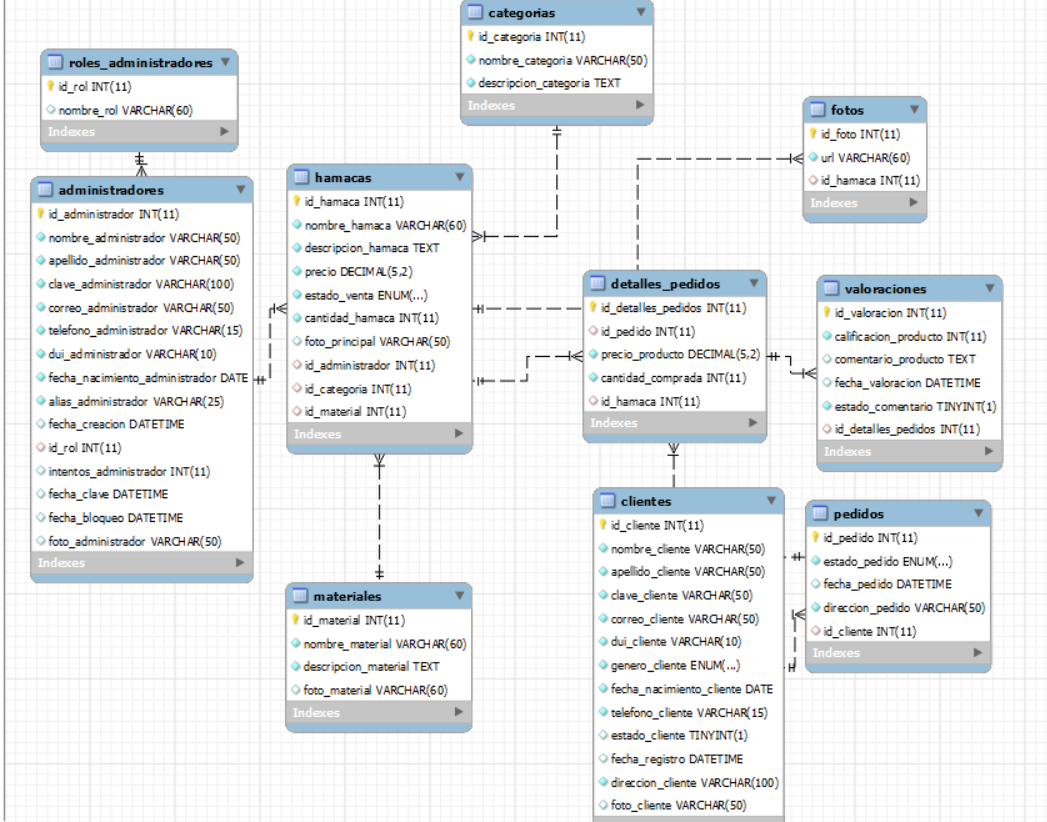 categorias
id_categoria INT(11)
nombre_categoria VARCHAR(50)
descripcion_categoria TEXT
Indexes
roles_administradores
id_rol INT(11)
nombre_rol VARCHAR(60)
Indexes
fotos
id_foto INT(11)
url VARCHAR(60)
id_hamaca INT(11)
Indexes
administradores
id_administrador INT(11)
nombre_administrador VARCHAR(50)
apellido_administrador VARCHAR(50)
clave_administrador VARCHAR(100)
correo_administrador VARCHAR(50)
telefono_administrador VARCHAR(15)
dui_administrador VARCHAR(10)
fecha_nacimiento_administrador DATE
alias_administrador VARCHAR(25)
fecha_creacion DATETIME
id_rol INT(11)
intentos_administrador INT(11)
fecha_clave DATETIME
fecha_bloqueo DATETIME
foto_administrador VARCHAR(50)
Indexes
hamacas
id_hamaca INT(11)
nombre_hamaca VARCHAR(60)
descripcion_hamaca TEXT
precio DECIMAL(5,2)
estado_venta ENUM(...)
cantidad_hamaca INT(11)
foto_principal VARCHAR(50)
id_administrador INT(11)
id_categoria INT(11)
id_material INT(11)
Indexes
detalles_pedidos
id_detalles_pedidos INT(11)
id_pedido INT(11)
precio_producto DECIMAL(5,2)
cantidad_comprada INT(11)
id_hamaca INT(11)
Indexes
valoraciones
id_valoracion INT(11)
calificacion_producto INT(11)
comentario_producto TEXT
fecha_valoracion DATETIME
estado_comentario TINYINT(1)
id_detalles_pedidos INT(11)
Indexes
materiales
id_material INT(11)
nombre_material VARCHAR(60)
descripcion_material TEXT
foto_material VARCHAR(60)
Indexes
clientes
id_cliente INT(11)
nombre_cliente VARCHAR(50)
apellido_cliente VARCHAR(50)
clave_cliente VARCHAR(50)
correo_cliente VARCHAR(50)
dui_cliente VARCHAR(10)
genero_cliente ENUM(...)
fecha_nacimiento_cliente DATE
telefono_cliente VARCHAR(15)
estado_cliente TINYINT(1)
fecha_registro DATETIME
direccion_cliente VARCHAR(100)
foto_cliente VARCHAR(50)
pedidos
id_pedido INT(11)
estado_pedido ENUM(...)
fecha_pedido DATETIME
direccion_pedido VARCHAR(50)
id_cliente INT(11)
Indexes